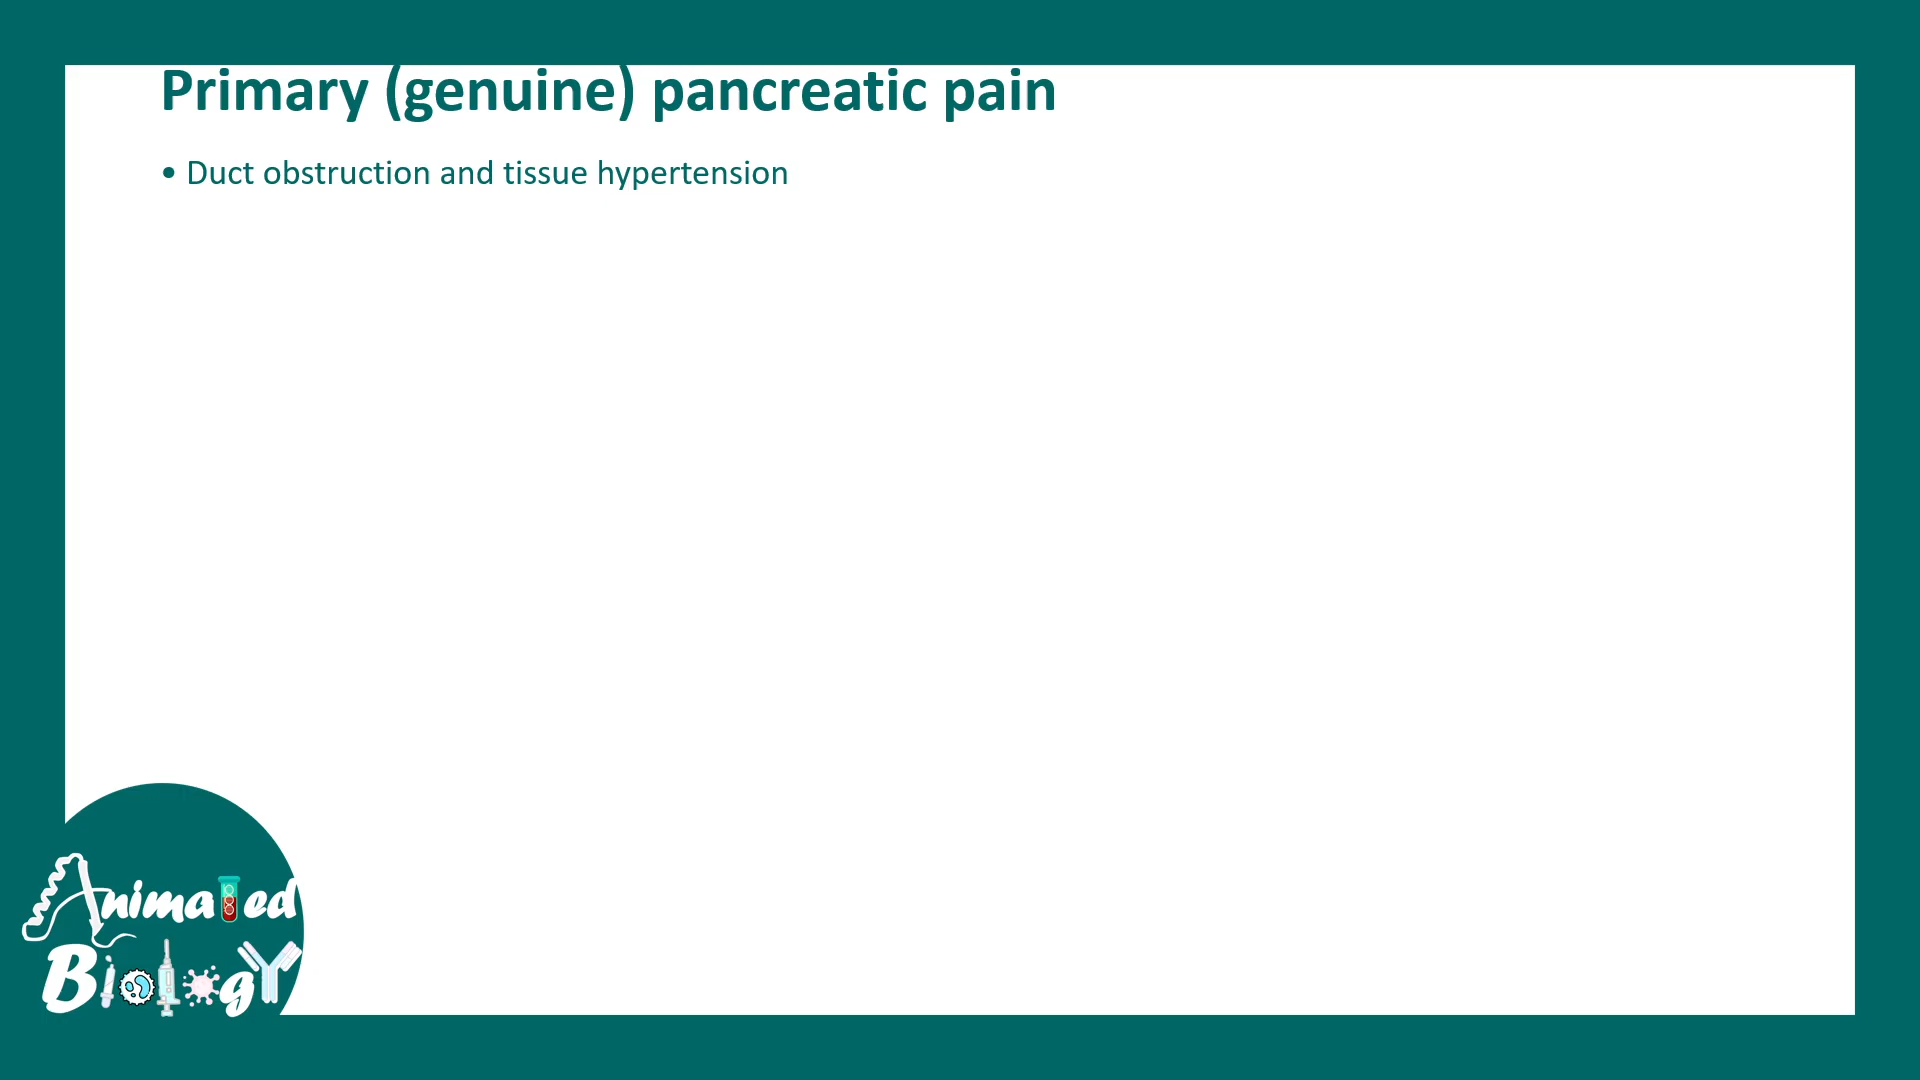 Primary (genuine) pancreatic pain
• Duct obstruction and tissue hypertension
Animated
Biology